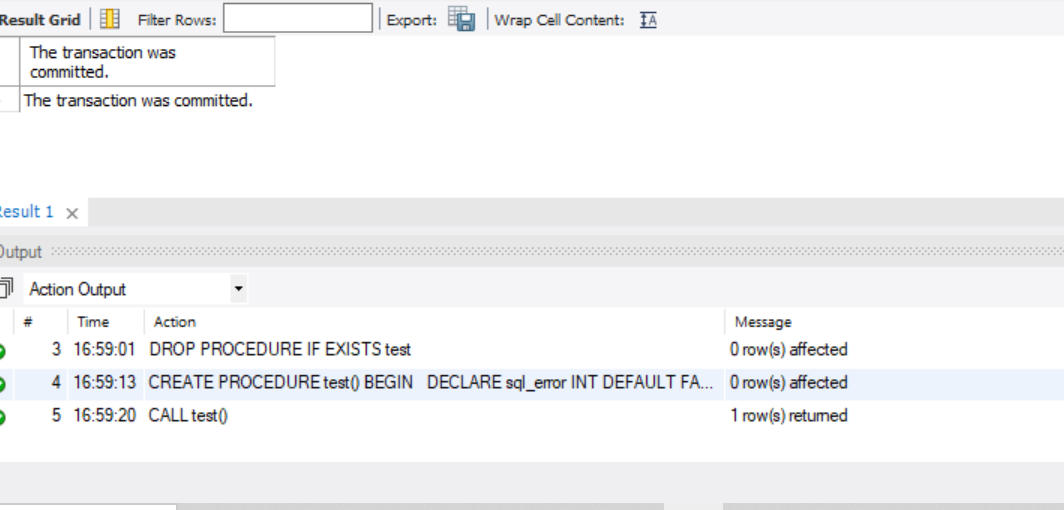 Result Grid Filter Rows: Export: Wrap Cell Content: IA
The transaction was
committed.
The transaction was committed.
Result 1 ×
Output
Action Output
# Time Action Message
3 16:59:01 DROP PROCEDURE IF EXISTS test 0 row(s) affected
4 16:59:13 CREATE PROCEDURE test() BEGIN DECLARE sql_error INT DEFAULT FA... 0 row(s) affected
5 16:59:20 CALL test() 1 row(s) returned